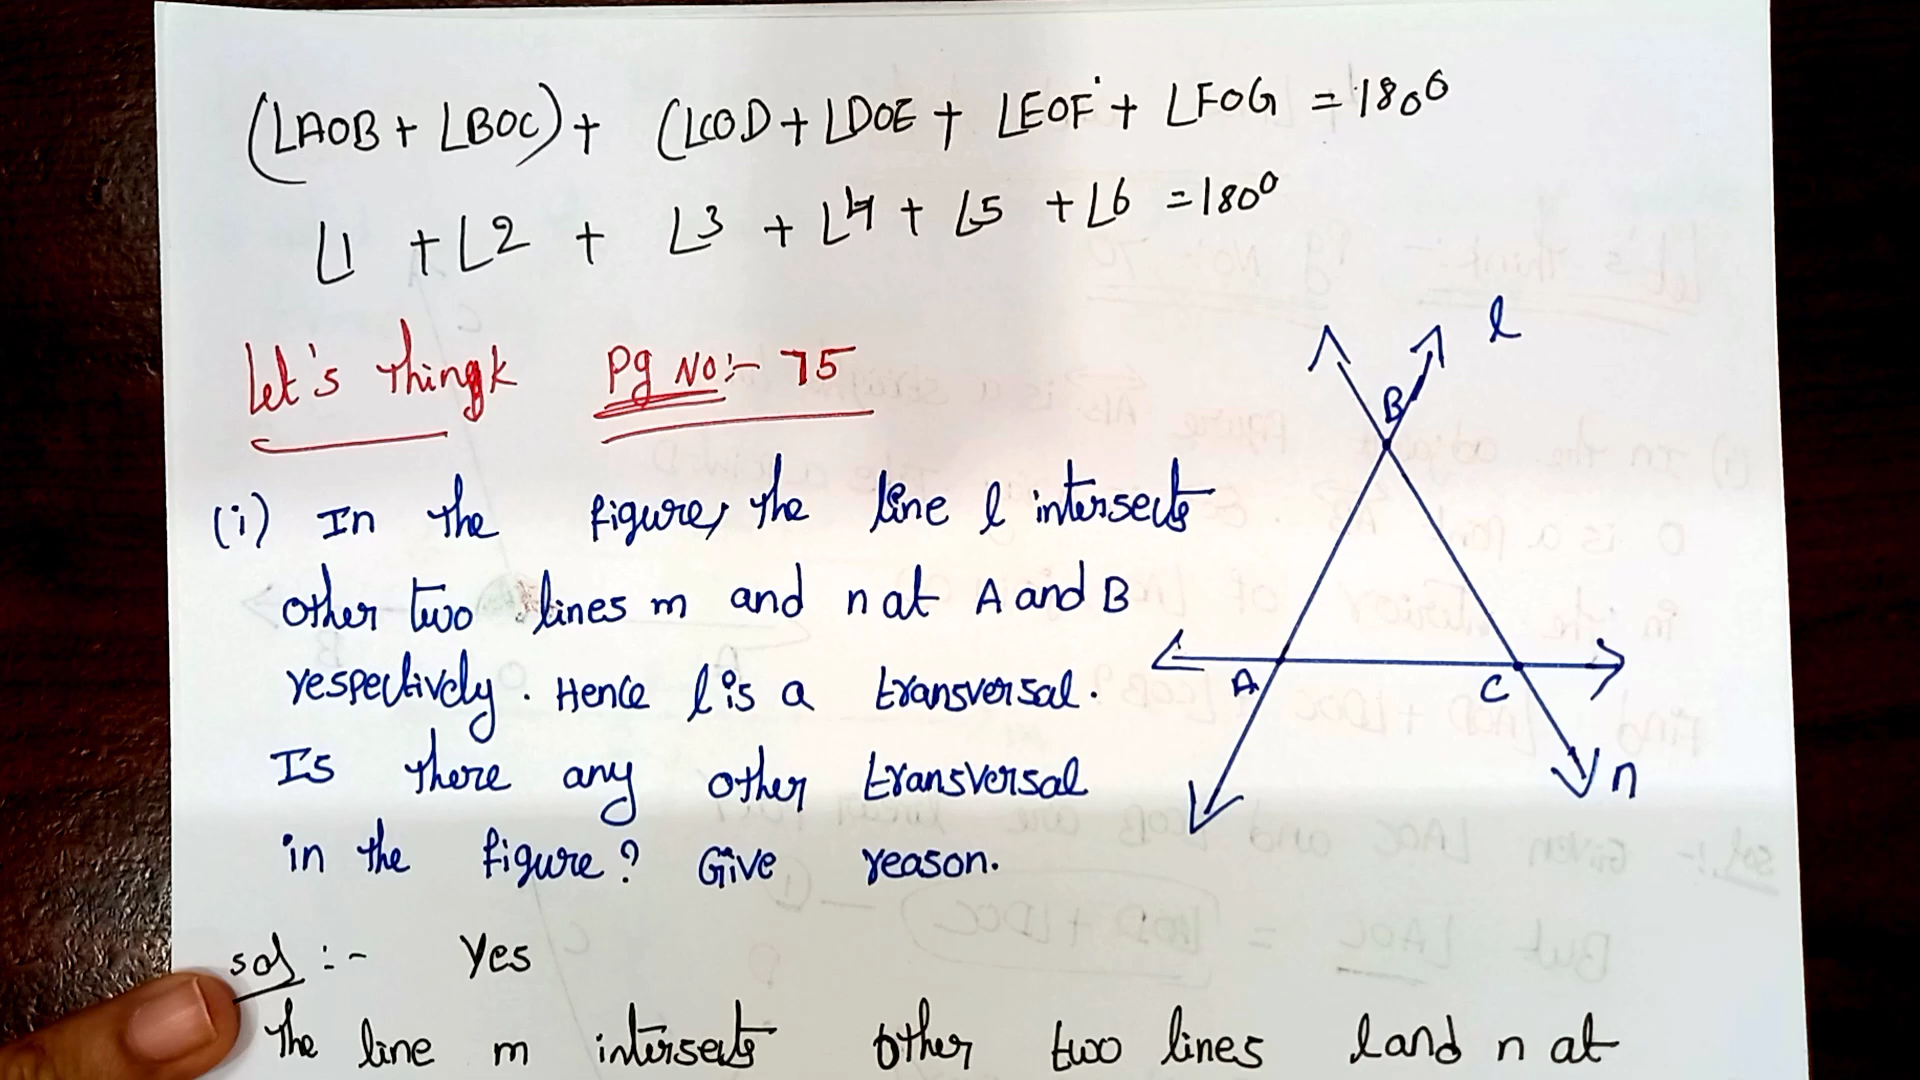 (∠AOB + ∠BOC) + (∠COD + ∠DOE + ∠EOF + ∠FOG = 180°
∠1 + ∠2 + ∠3 + ∠4 + ∠5 + ∠6 = 180°
let's thingk Pg No:- 75
(i) In the figure, the line l intersects
other two lines m and n at A and B
respectively. Hence l is a transversal.
Is there any other transversal
in the figure? Give reason.
l
B
A
C
n
sol :- Yes
The line m intersects other two lines l and n at